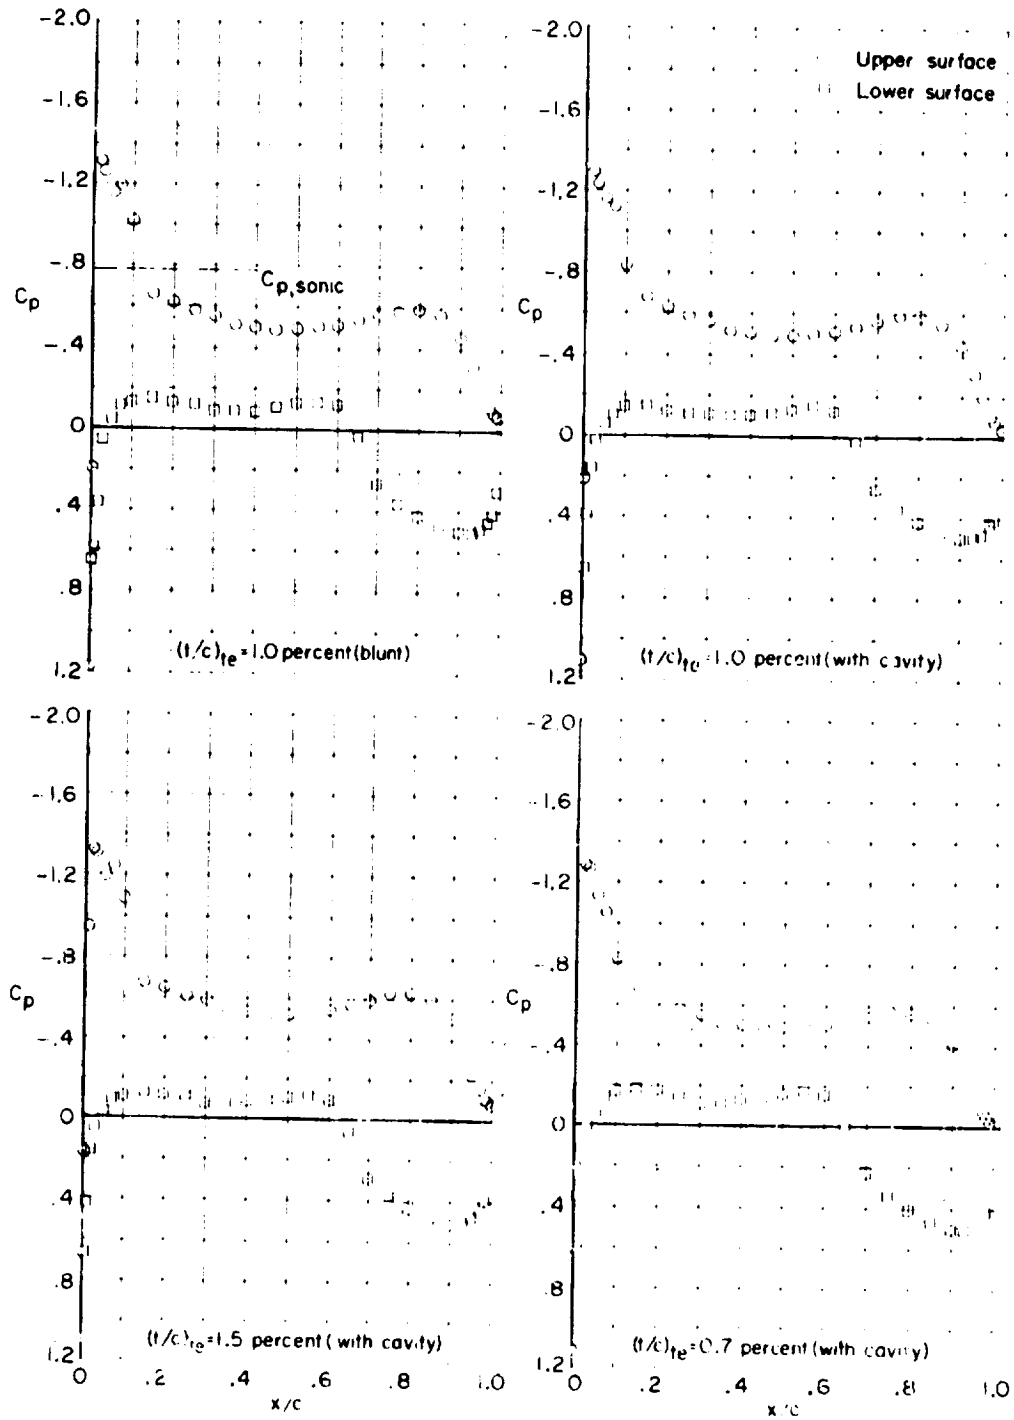 -2.0
-1.6
-1.2
-.8
Cp
-.4
0
.4
.8
1.2
Cp,sonic
(t/c)te=1.0 percent(blunt)
-2.0
-1.6
-1.2
-.8
Cp
-.4
0
.4
.8
1.2
Upper surface
Lower surface
(t/c)te=1.0 percent(with cavity)
-2.0
-1.6
-1.2
-.8
Cp
-.4
0
.4
.8
1.2
(t/c)te=1.5 percent(with cavity)
0 .2 .4 .6 .8 1.0
x/c
-2.0
-1.6
-1.2
-.8
Cp
-.4
0
.4
.8
1.2
(t/c)te=0.7 percent(with cavity)
0 .2 .4 .6 .8 1.0
x/c